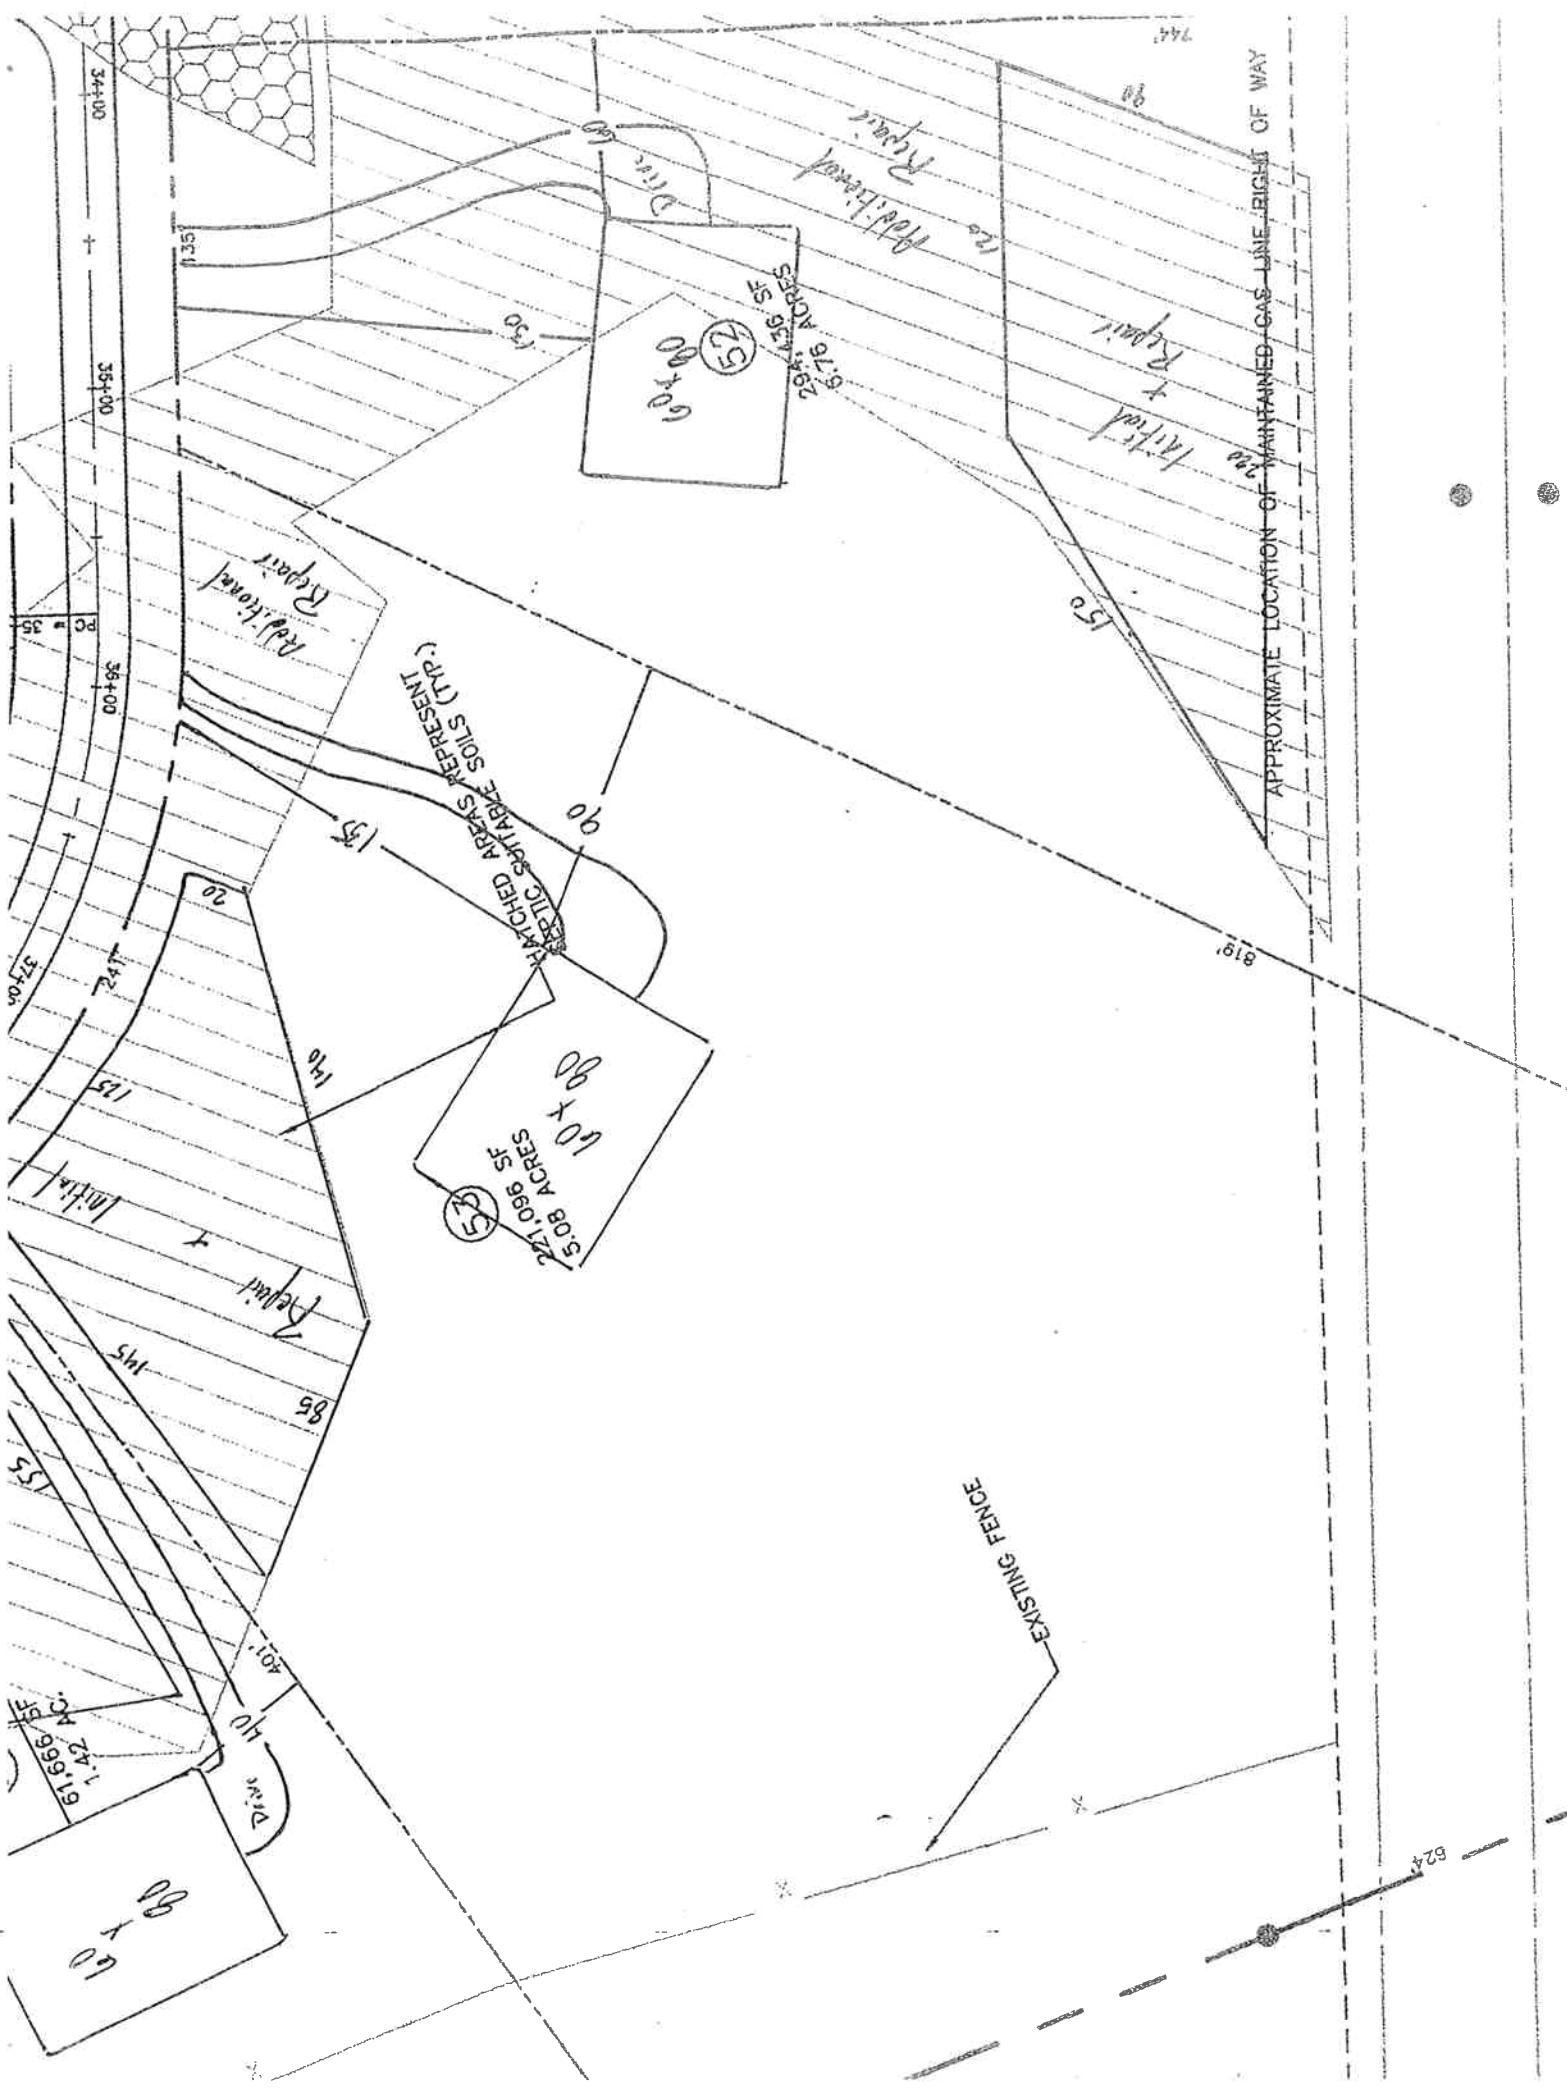 34+00
35+00
PC
35
36+00
37+00
135
744'
60
Drive
130
60 x 80
52
294,436 SF
6.76 ACRES
Additional
Repair
120
90
Initial
+
Repair
220
150
APPROXIMATE LOCATION OF MAINTAINED GAS LINE RIGHT OF WAY
Additional
Repair
HATCHED AREAS REPRESENT
SEPTIC SUITABLE SOILS (TYP.)
135
90
819'
20
241'
125
140
Initial
+
Repair
145
85
155
53
221,096 SF
5.08 ACRES
60 x 80
401'
40
Drive
61,666 SF
1.42 AC.
60 x 80
EXISTING FENCE
X
X
X
X
624'